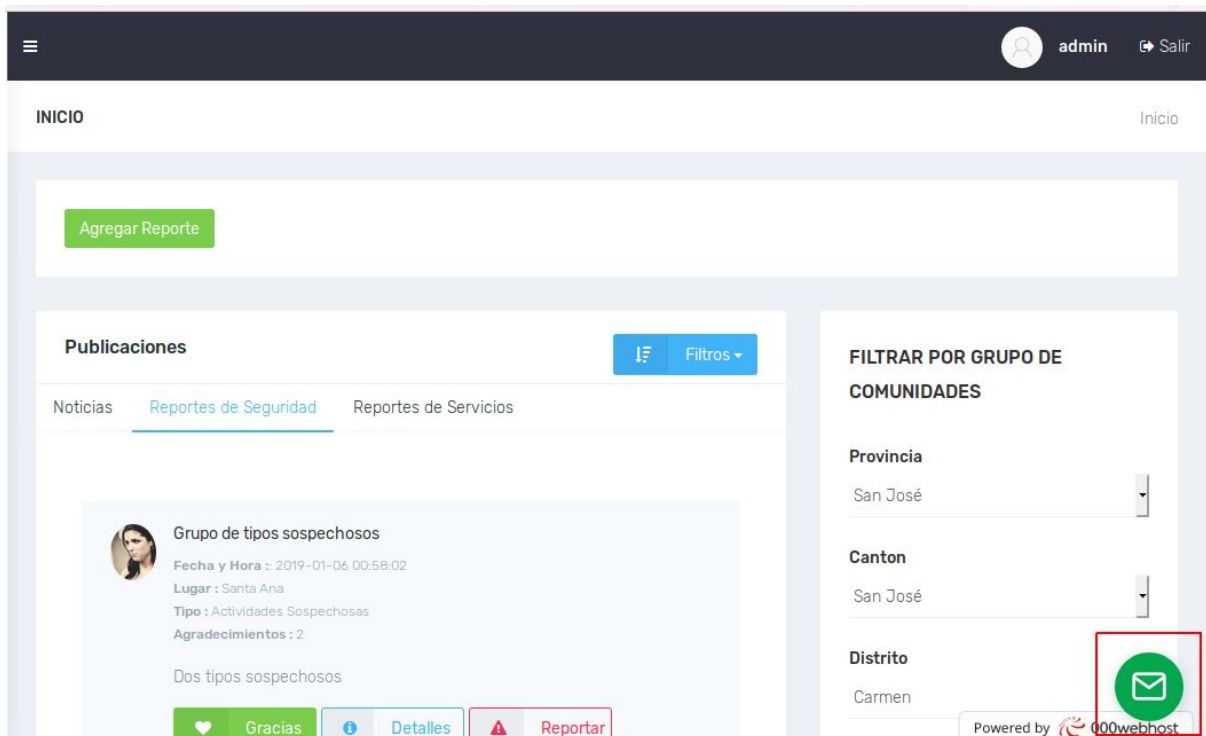 admin
Salir
INICIO
Inicio
Agregar Reporte
Publicaciones
Filtros
Noticias
Reportes de Seguridad
Reportes de Servicios
Grupo de tipos sospechosos
Fecha y Hora :: 2019-01-06 00:58:02
Lugar : Santa Ana
Tipo : Actividades Sospechosas
Agradecimientos : 2
Dos tipos sospechosos
Gracias
Detalles
Reportar
FILTRAR POR GRUPO DE
COMUNIDADES
Provincia
San José
Canton
San José
Distrito
Carmen
Powered by 000webhost